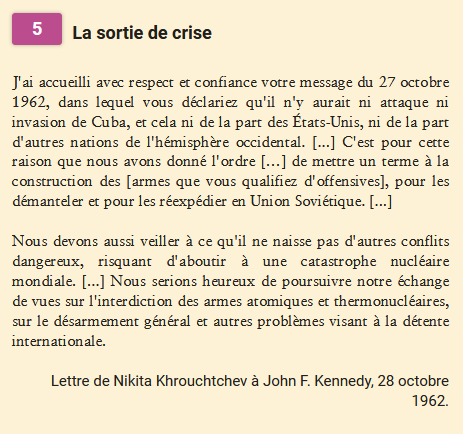 5
La sortie de crise
J'ai accueilli avec respect et confiance votre message du 27 octobre
1962, dans lequel vous déclariez qu'il n'y aurait ni attaque ni
invasion de Cuba, et cela ni de la part des États-Unis, ni de la part
d'autres nations de l'hémisphère occidental. [...] C'est pour cette
raison que nous avons donné l'ordre [...] de mettre un terme à la
construction des [armes que vous qualifiez d'offensives], pour les
démanteler et pour les réexpédier en Union Soviétique. [...]
Nous devons aussi veiller à ce qu'il ne naisse pas d'autres conflits
dangereux, risquant d'aboutir à une catastrophe nucléaire
mondiale. [...] Nous serions heureux de poursuivre notre échange
de vues sur l'interdiction des armes atomiques et thermonucléaires,
sur le désarmement général et autres problèmes visant à la détente
internationale.
Lettre de Nikita Khrouchtchev à John F. Kennedy, 28 octobre
1962.